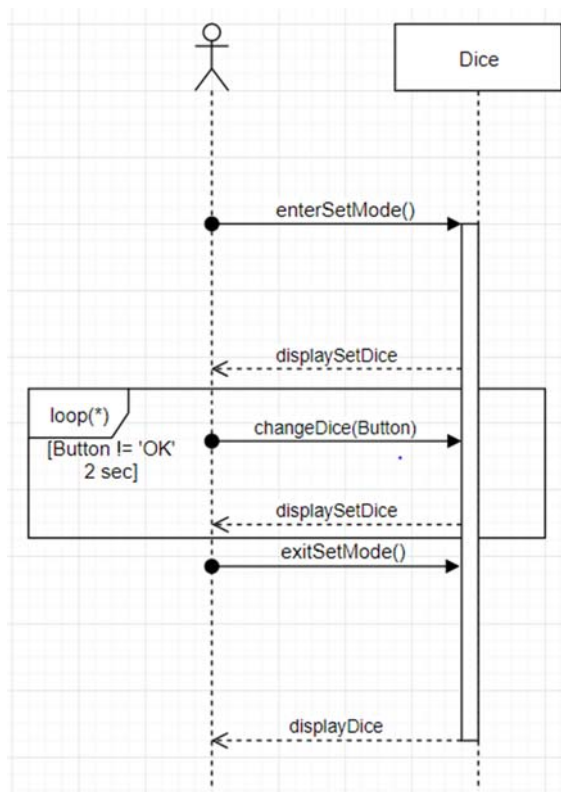 Dice
enterSetMode()
displaySetDice
loop(*)
changeDice(Button)
[Button != 'OK'
2 sec]
displaySetDice
exitSetMode()
displayDice